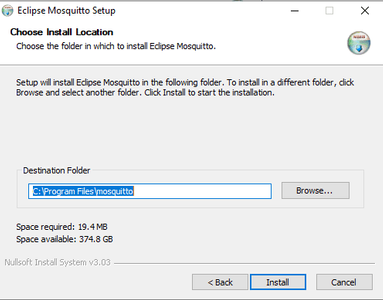 Eclipse Mosquitto Setup
Choose Install Location
Choose the folder in which to install Eclipse Mosquitto.
Setup will install Eclipse Mosquitto in the following folder. To install in a different folder, click
Browse and select another folder. Click Install to start the installation.
Destination Folder
C:\Program Files\mosquitto
Browse...
Space required: 19.4 MB
Space available: 374.8 GB
Nullsoft Install System v3.03
< Back
Install
Cancel